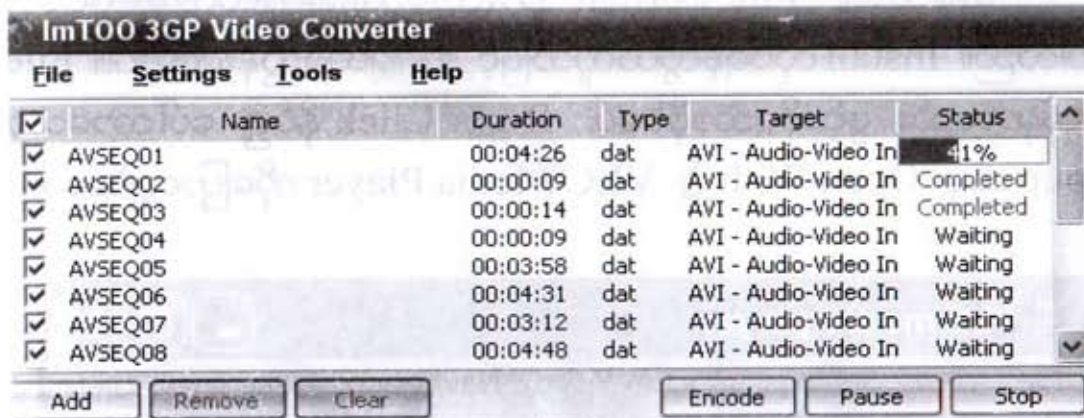 ImTOO 3GP Video Converter
File Settings Tools Help
Name Duration Type Target Status
AVSEQ01 00:04:26 dat AVI - Audio-Video In 41%
AVSEQ02 00:00:09 dat AVI - Audio-Video In Completed
AVSEQ03 00:00:14 dat AVI - Audio-Video In Completed
AVSEQ04 00:00:09 dat AVI - Audio-Video In Waiting
AVSEQ05 00:03:58 dat AVI - Audio-Video In Waiting
AVSEQ06 00:04:31 dat AVI - Audio-Video In Waiting
AVSEQ07 00:03:12 dat AVI - Audio-Video In Waiting
AVSEQ08 00:04:48 dat AVI - Audio-Video In Waiting
Add Remove Clear Encode Pause Stop